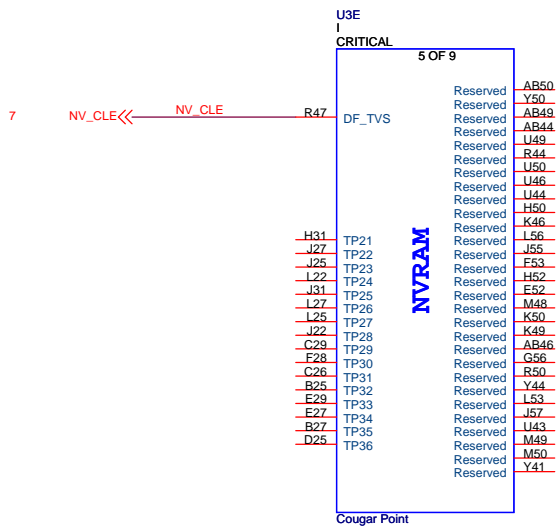 U3E
I
CRITICAL
5 OF 9
7 NV_CLE NV_CLE R47 DF_TVS
Reserved AB50
Reserved Y50
Reserved AB49
Reserved AB44
Reserved U49
Reserved R44
Reserved U50
Reserved U46
Reserved U44
Reserved H50
Reserved K46
H31 TP21 Reserved L56
J27 TP22 Reserved J55
J25 TP23 Reserved F53
L22 TP24 Reserved H52
J31 TP25 Reserved E52
L27 TP26 Reserved M48
L25 TP27 Reserved K50
J22 TP28 Reserved K49
C29 TP29 Reserved AB46
F28 TP30 Reserved G56
C26 TP31 Reserved R50
B25 TP32 Reserved Y44
E29 TP33 Reserved L53
E27 TP34 Reserved J57
B27 TP35 Reserved U43
D25 TP36 Reserved M49
Reserved M50
Reserved Y41
NVRAM
Cougar Point